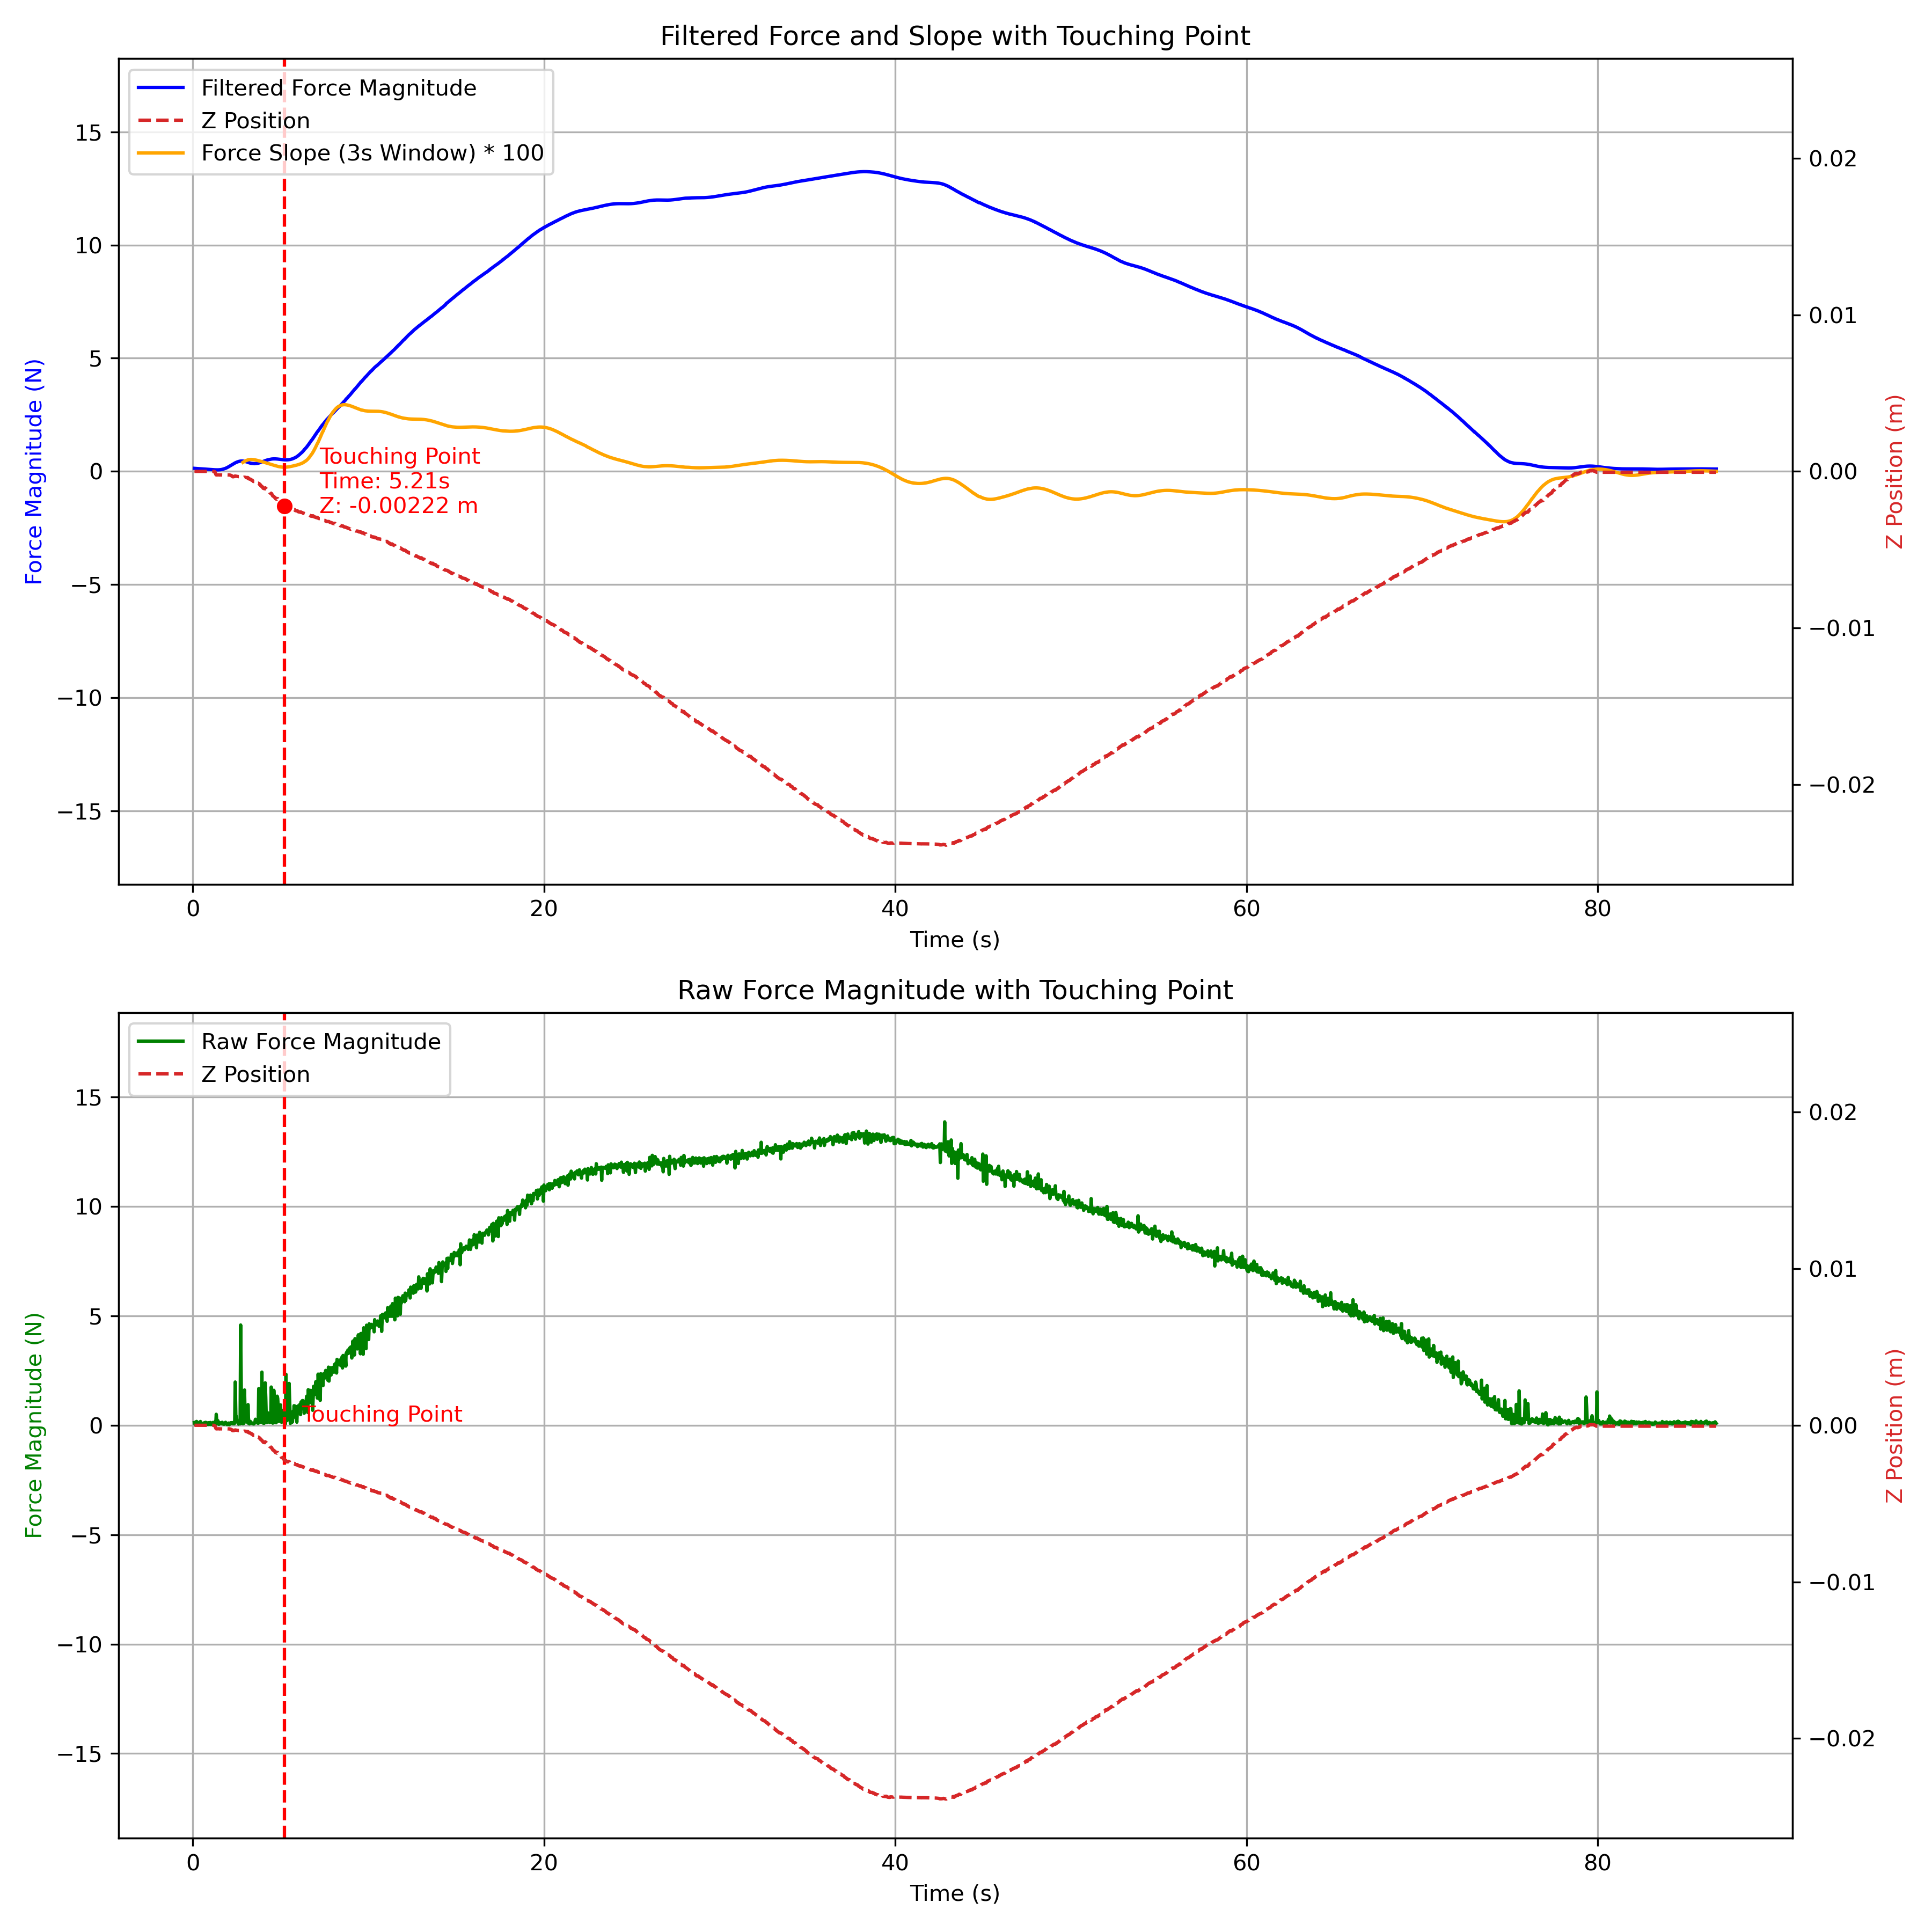 Filtered Force and Slope with Touching Point
Filtered Force Magnitude
Z Position
Force Slope (3s Window) * 100
15
10
5
0
−5
−10
−15
Force Magnitude (N)
Touching Point
Time: 5.21s
Z: -0.00222 m
0.02
0.01
0.00
−0.01
−0.02
Z Position (m)
0
20
40
60
80
Time (s)
Raw Force Magnitude with Touching Point
Raw Force Magnitude
Z Position
15
10
5
0
−5
−10
−15
Force Magnitude (N)
Touching Point
0.02
0.01
0.00
−0.01
−0.02
Z Position (m)
0
20
40
60
80
Time (s)